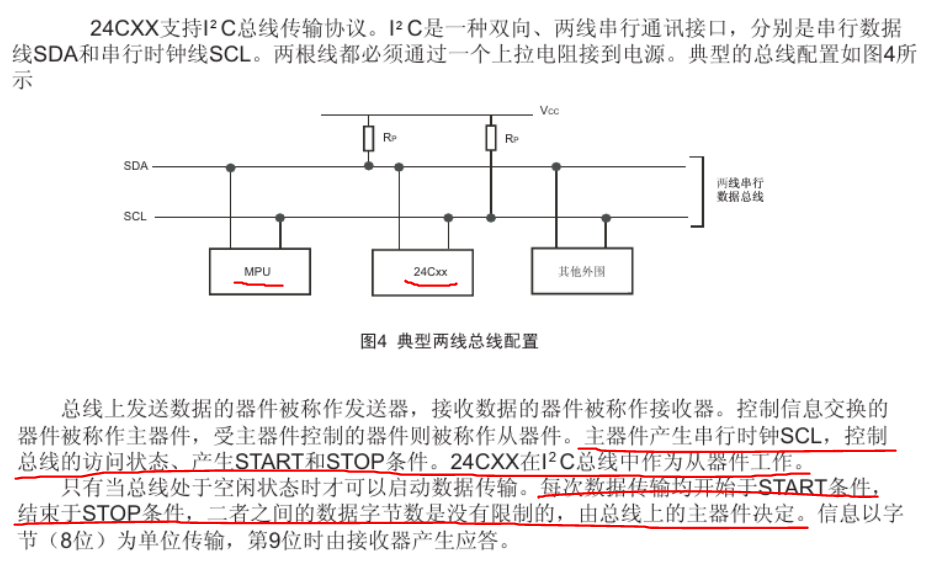 24CXX支持I²C总线传输协议。I²C是一种双向、两线串行通讯接口，分别是串行数据
线SDA和串行时钟线SCL。两根线都必须通过一个上拉电阻接到电源。典型的总线配置如图4所
示
Vcc
RP
RP
SDA
两线串行
数据总线
SCL
MPU
24Cxx
其他外围
图4 典型两线总线配置
总线上发送数据的器件被称作发送器，接收数据的器件被称作接收器。控制信息交换的
器件被称作主器件，受主器件控制的器件则被称作从器件。主器件产生串行时钟SCL，控制
总线的访问状态、产生START和STOP条件。24CXX在I²C总线中作为从器件工作。
只有当总线处于空闲状态时才可以启动数据传输。每次数据传输均开始于START条件，
结束于STOP条件，二者之间的数据字节数是没有限制的，由总线上的主器件决定。信息以字
节（8位）为单位传输，第9位时由接收器产生应答。